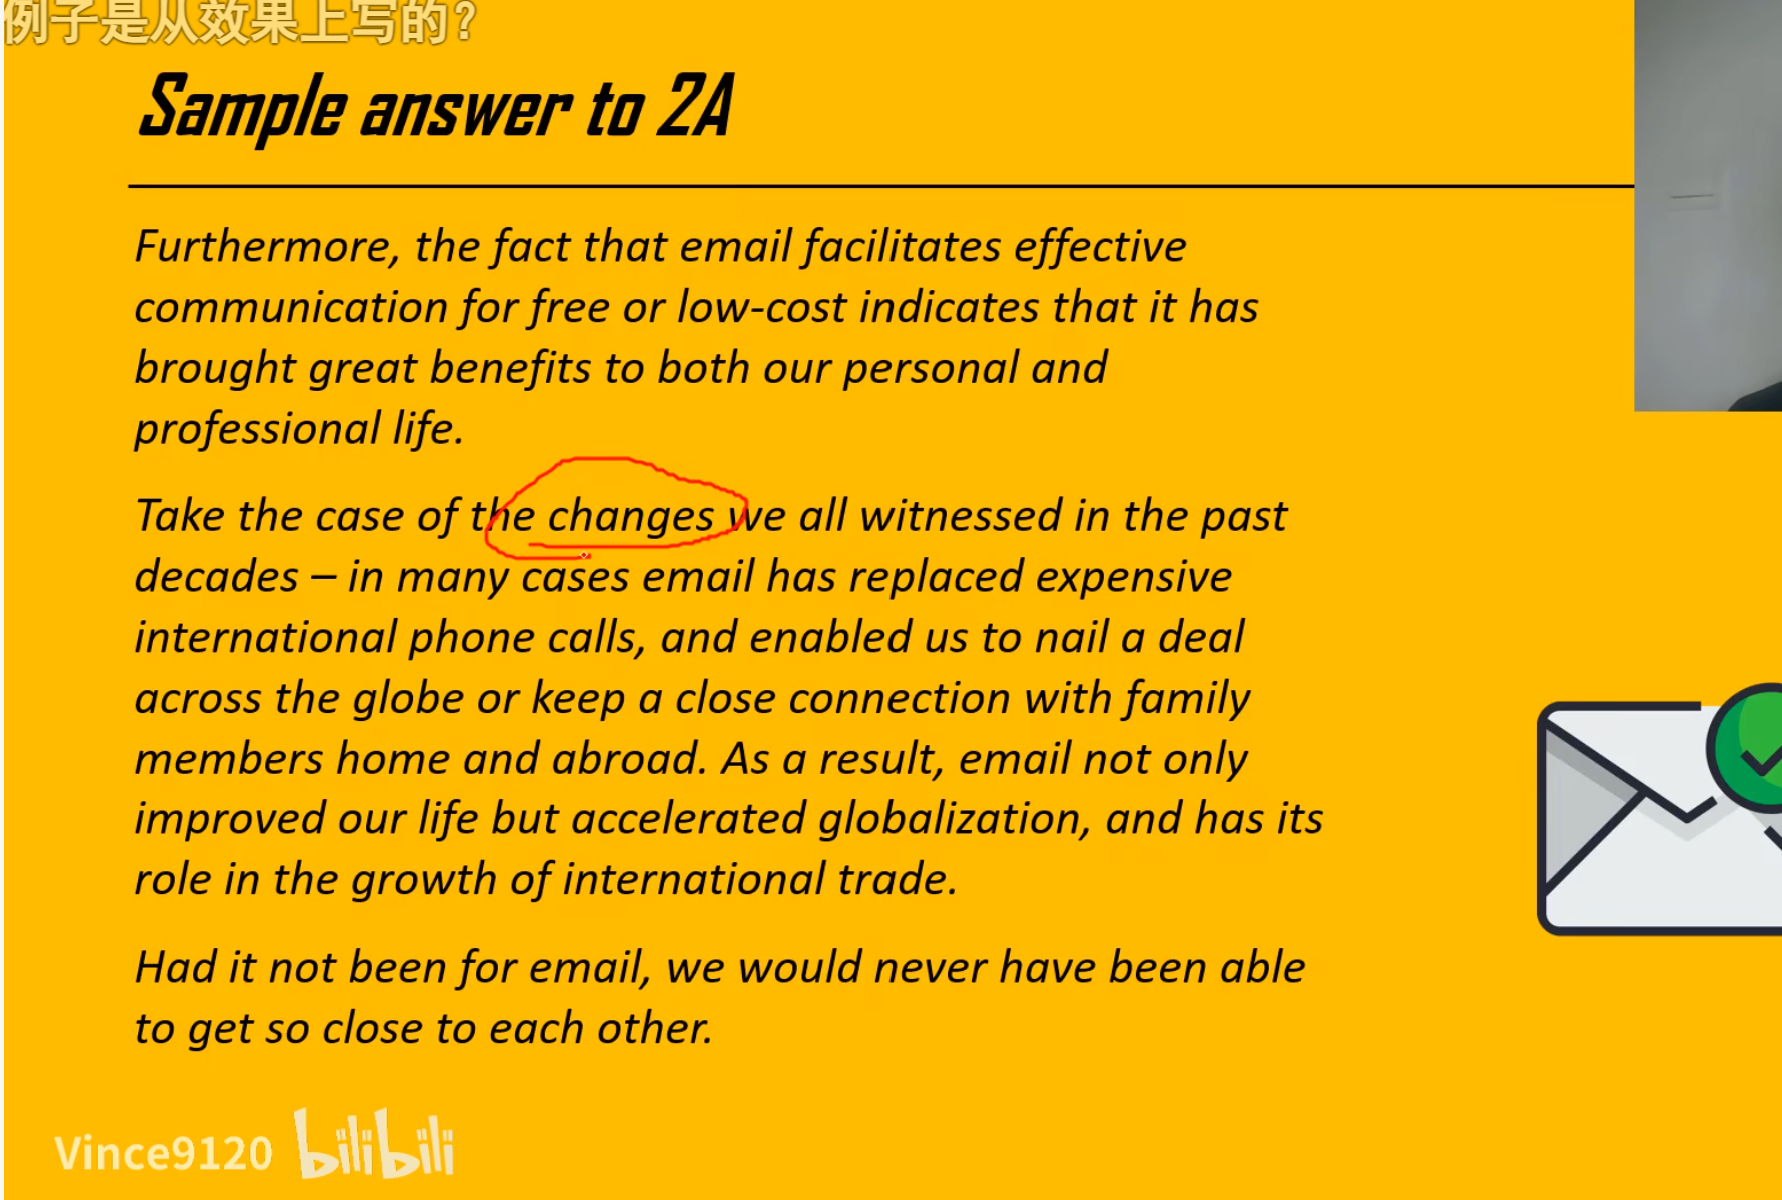 例子是从效果上写的？
Sample answer to 2A
Furthermore, the fact that email facilitates effective
communication for free or low-cost indicates that it has
brought great benefits to both our personal and
professional life.
Take the case of the changes we all witnessed in the past
decades – in many cases email has replaced expensive
international phone calls, and enabled us to nail a deal
across the globe or keep a close connection with family
members home and abroad. As a result, email not only
improved our life but accelerated globalization, and has its
role in the growth of international trade.
Had it not been for email, we would never have been able
to get so close to each other.
Vince9120 bilibili